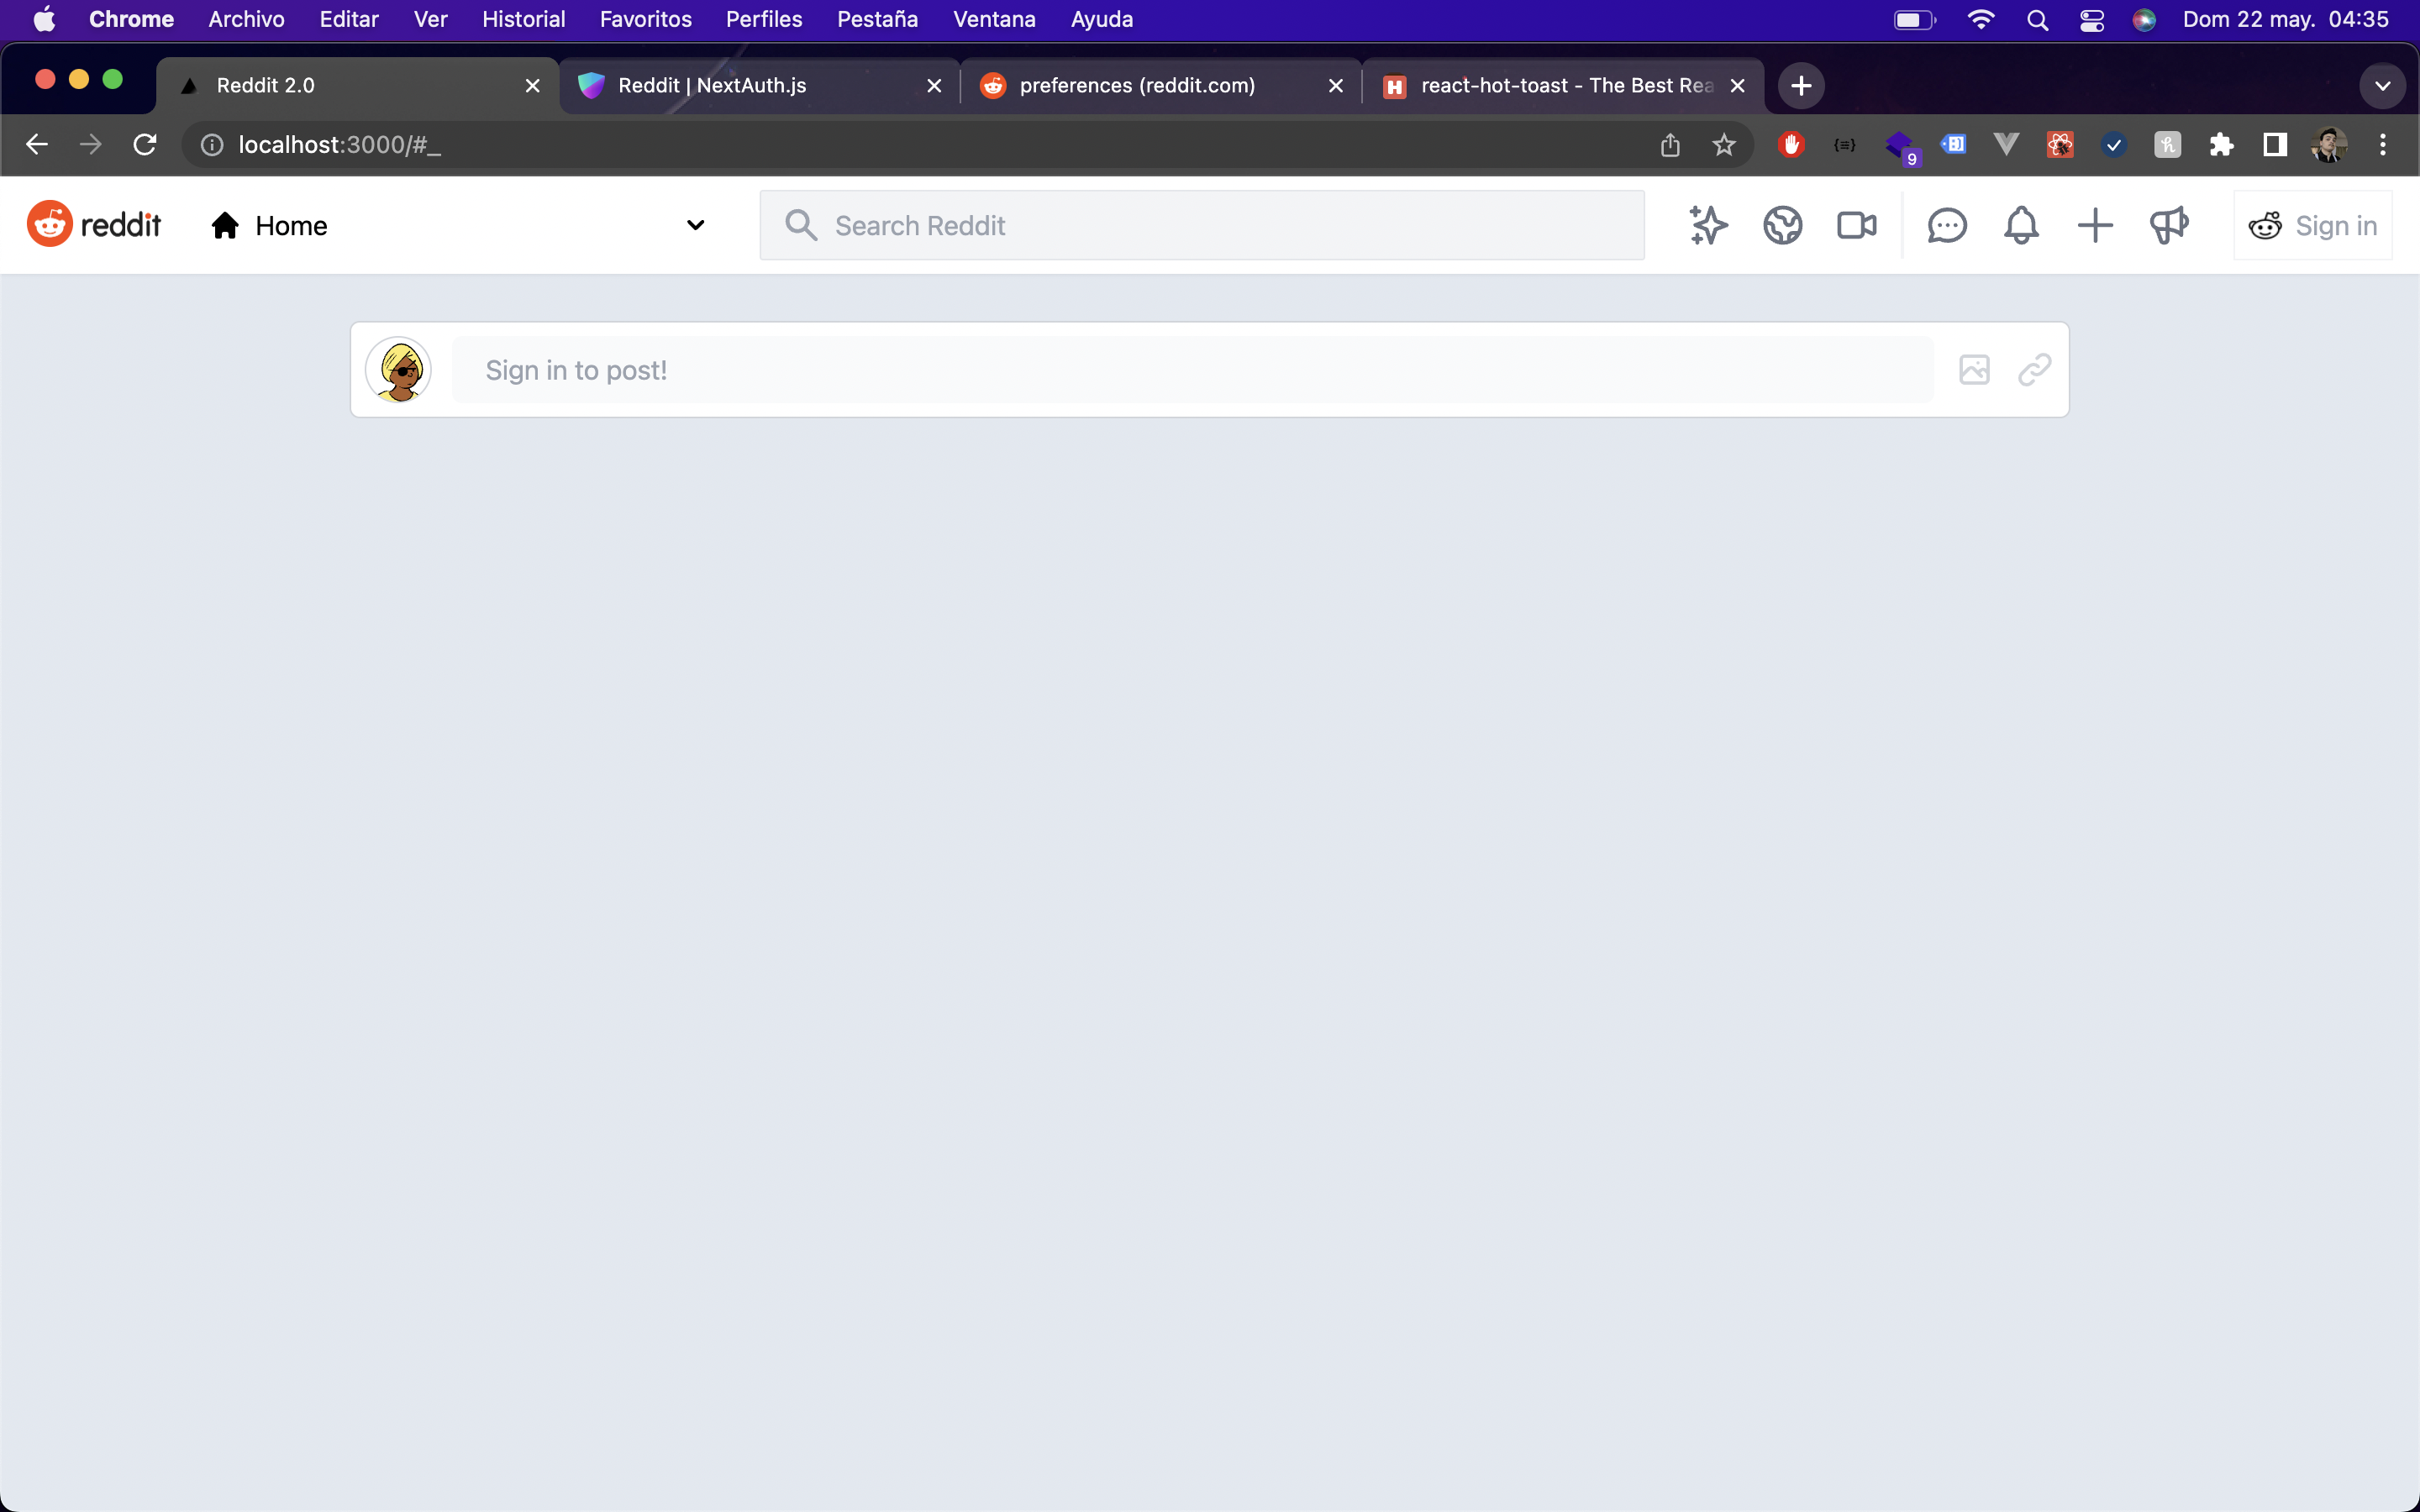 Chrome Archivo Editar Ver Historial Favoritos Perfiles Pestaña Ventana Ayuda Dom 22 may. 04:35
Reddit 2.0 Reddit | NextAuth.js preferences (reddit.com) react-hot-toast - The Best Rea
localhost:3000/#_ {≡} 9
reddit Home Search Reddit Sign in
Sign in to post!